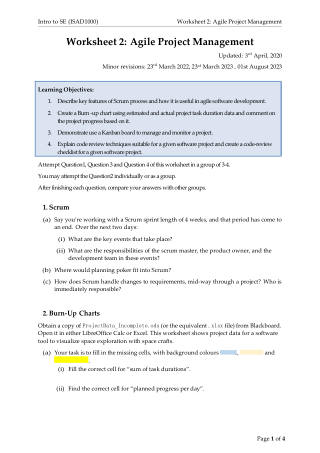 Intro to SE (ISAD1000) Worksheet 2: Agile Project Management
Worksheet 2: Agile Project Management
Updated: 3rd April, 2020
Minor revisions: 23rd March 2022, 23rd March 2023 , 01st August 2023
Learning Objectives:
1. Describe key features of Scrum process and how it is useful in agile software development.
2. Create a Burn -up chart using estimated and actual project task duration data and comment on
the project progress based on it.
3. Demonstrate use a Kanban board to manage and monitor a project.
4. Explain code review techniques suitable for a given software project and create a code-review
checklist for a given software project.
Attempt Question1, Question 3 and Question 4 of this worksheet in a group of 3-4.
You may attempt the Question2 individually or as a group.
After finishing each question, compare your answers with other groups.
1. Scrum
(a) Say you're working with a Scrum sprint length of 4 weeks, and that period has come to
an end. Over the next two days:
(i) What are the key events that take place?
(ii) What are the responsibilities of the scrum master, the product owner, and the
development team in these events?
(b) Where would planning poker fit into Scrum?
(c) How does Scrum handle changes to requirements, mid-way through a project? Who is
immediately responsible?
2. Burn-Up Charts
Obtain a copy of ProjectData_Incomplete.ods (or the equivalent .xlsx file) from Blackboard.
Open it in either LibreOffice Calc or Excel. This worksheet shows project data for a software
tool to visualize space exploration with space crafts.
(a) Your task is to fill in the missing cells, with background colours , and
.
(i) Fill the correct cell for "sum of task durations".
(ii) Find the correct cell for "planned progress per day".
Page 1 of 4